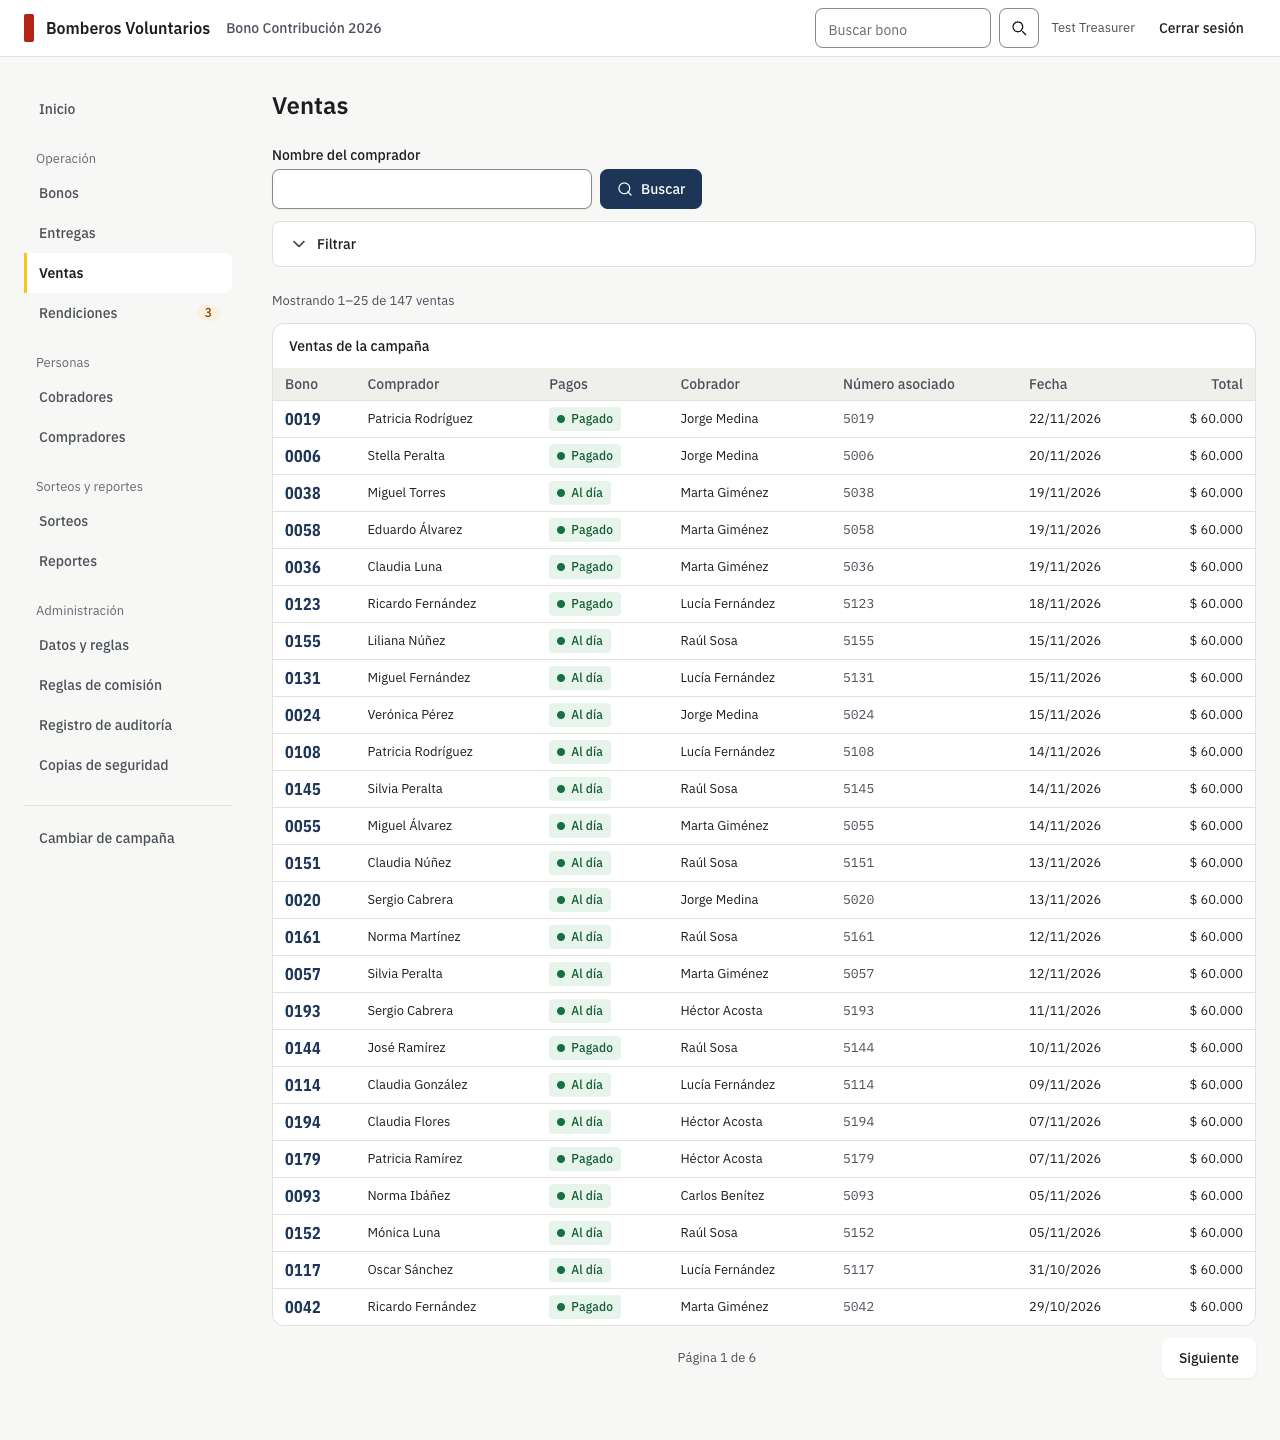 Bomberos Voluntarios Bono Contribución 2026 Buscar bono Test Treasurer Cerrar sesión
Inicio
Operación
Bonos
Entregas
Ventas
Rendiciones 3
Personas
Cobradores
Compradores
Sorteos y reportes
Sorteos
Reportes
Administración
Datos y reglas
Reglas de comisión
Registro de auditoría
Copias de seguridad
Cambiar de campaña
Ventas
Nombre del comprador
Buscar
Filtrar
Mostrando 1–25 de 147 ventas
Ventas de la campaña
Bono Comprador Pagos Cobrador Número asociado Fecha Total
0019 Patricia Rodríguez Pagado Jorge Medina 5019 22/11/2026 $ 60.000
0006 Stella Peralta Pagado Jorge Medina 5006 20/11/2026 $ 60.000
0038 Miguel Torres Al día Marta Giménez 5038 19/11/2026 $ 60.000
0058 Eduardo Álvarez Pagado Marta Giménez 5058 19/11/2026 $ 60.000
0036 Claudia Luna Pagado Marta Giménez 5036 19/11/2026 $ 60.000
0123 Ricardo Fernández Pagado Lucía Fernández 5123 18/11/2026 $ 60.000
0155 Liliana Núñez Al día Raúl Sosa 5155 15/11/2026 $ 60.000
0131 Miguel Fernández Al día Lucía Fernández 5131 15/11/2026 $ 60.000
0024 Verónica Pérez Al día Jorge Medina 5024 15/11/2026 $ 60.000
0108 Patricia Rodríguez Al día Lucía Fernández 5108 14/11/2026 $ 60.000
0145 Silvia Peralta Al día Raúl Sosa 5145 14/11/2026 $ 60.000
0055 Miguel Álvarez Al día Marta Giménez 5055 14/11/2026 $ 60.000
0151 Claudia Núñez Al día Raúl Sosa 5151 13/11/2026 $ 60.000
0020 Sergio Cabrera Al día Jorge Medina 5020 13/11/2026 $ 60.000
0161 Norma Martínez Al día Raúl Sosa 5161 12/11/2026 $ 60.000
0057 Silvia Peralta Al día Marta Giménez 5057 12/11/2026 $ 60.000
0193 Sergio Cabrera Al día Héctor Acosta 5193 11/11/2026 $ 60.000
0144 José Ramírez Pagado Raúl Sosa 5144 10/11/2026 $ 60.000
0114 Claudia González Al día Lucía Fernández 5114 09/11/2026 $ 60.000
0194 Claudia Flores Al día Héctor Acosta 5194 07/11/2026 $ 60.000
0179 Patricia Ramírez Pagado Héctor Acosta 5179 07/11/2026 $ 60.000
0093 Norma Ibáñez Al día Carlos Benítez 5093 05/11/2026 $ 60.000
0152 Mónica Luna Al día Raúl Sosa 5152 05/11/2026 $ 60.000
0117 Oscar Sánchez Al día Lucía Fernández 5117 31/10/2026 $ 60.000
0042 Ricardo Fernández Pagado Marta Giménez 5042 29/10/2026 $ 60.000
Página 1 de 6 Siguiente